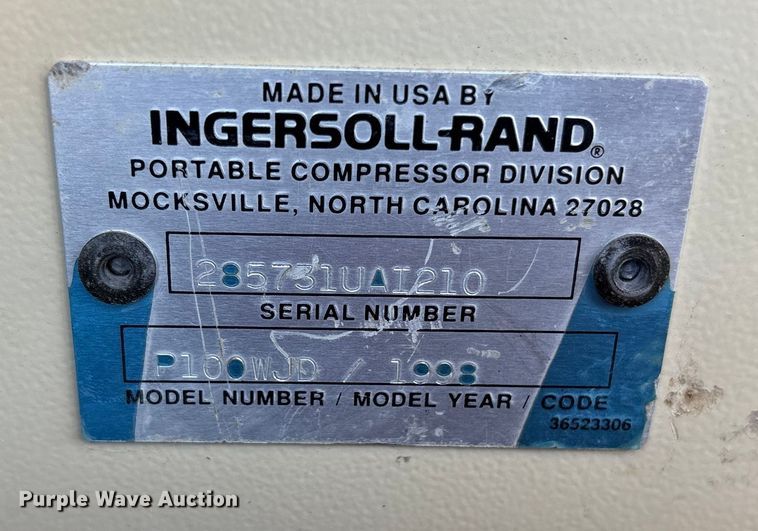 MADE IN USA BY
INGERSOLL-RAND®
PORTABLE COMPRESSOR DIVISION
MOCKSVILLE, NORTH CAROLINA 27028
285731UAI210
SERIAL NUMBER
P100WJD / 1998
MODEL NUMBER / MODEL YEAR / CODE
36523306
Purple Wave Auction